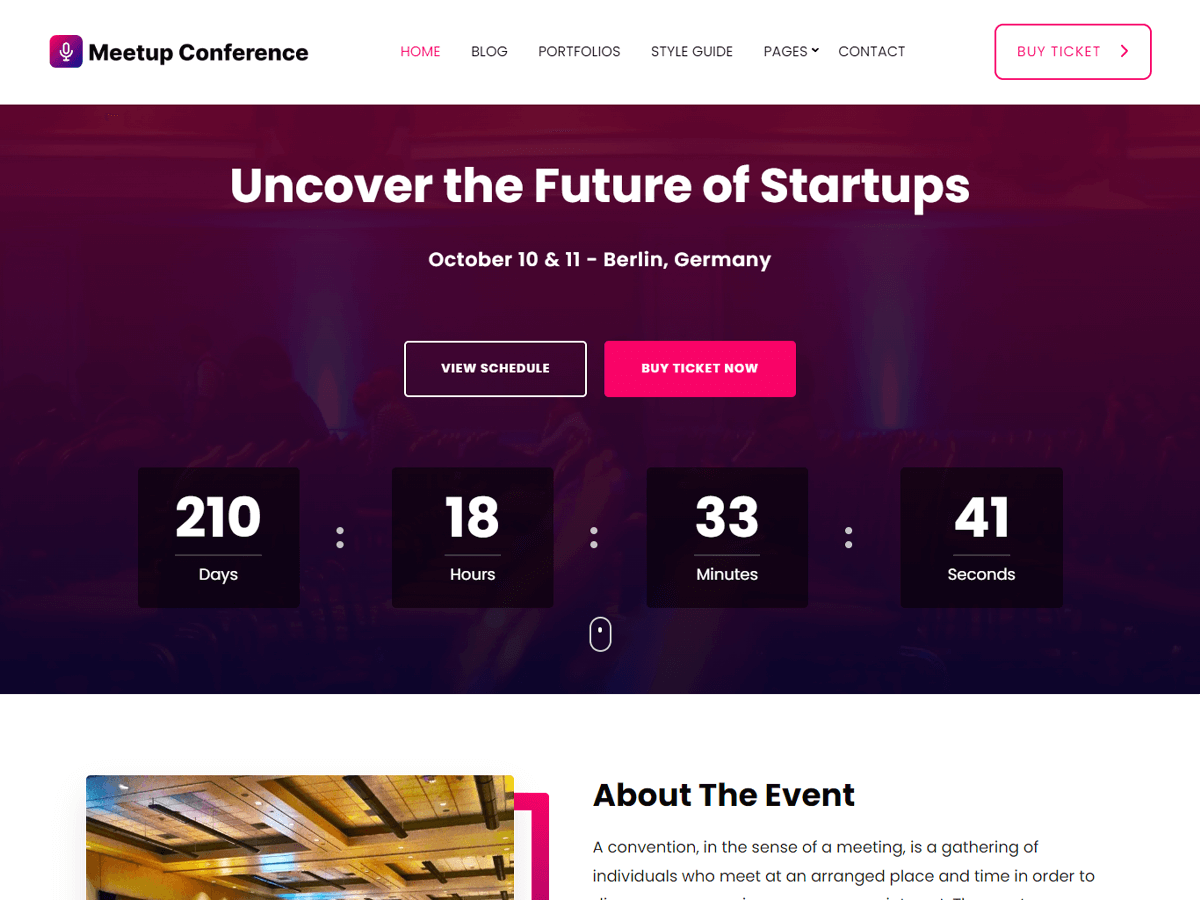 Meetup Conference
HOME
BLOG
PORTFOLIOS
STYLE GUIDE
PAGES
CONTACT
BUY TICKET
Uncover the Future of Startups
October 10 & 11 - Berlin, Germany
VIEW SCHEDULE
BUY TICKET NOW
210 : 18 : 33 : 41
Days Hours Minutes Seconds
About The Event
A convention, in the sense of a meeting, is a gathering of
individuals who meet at an arranged place and time in order to